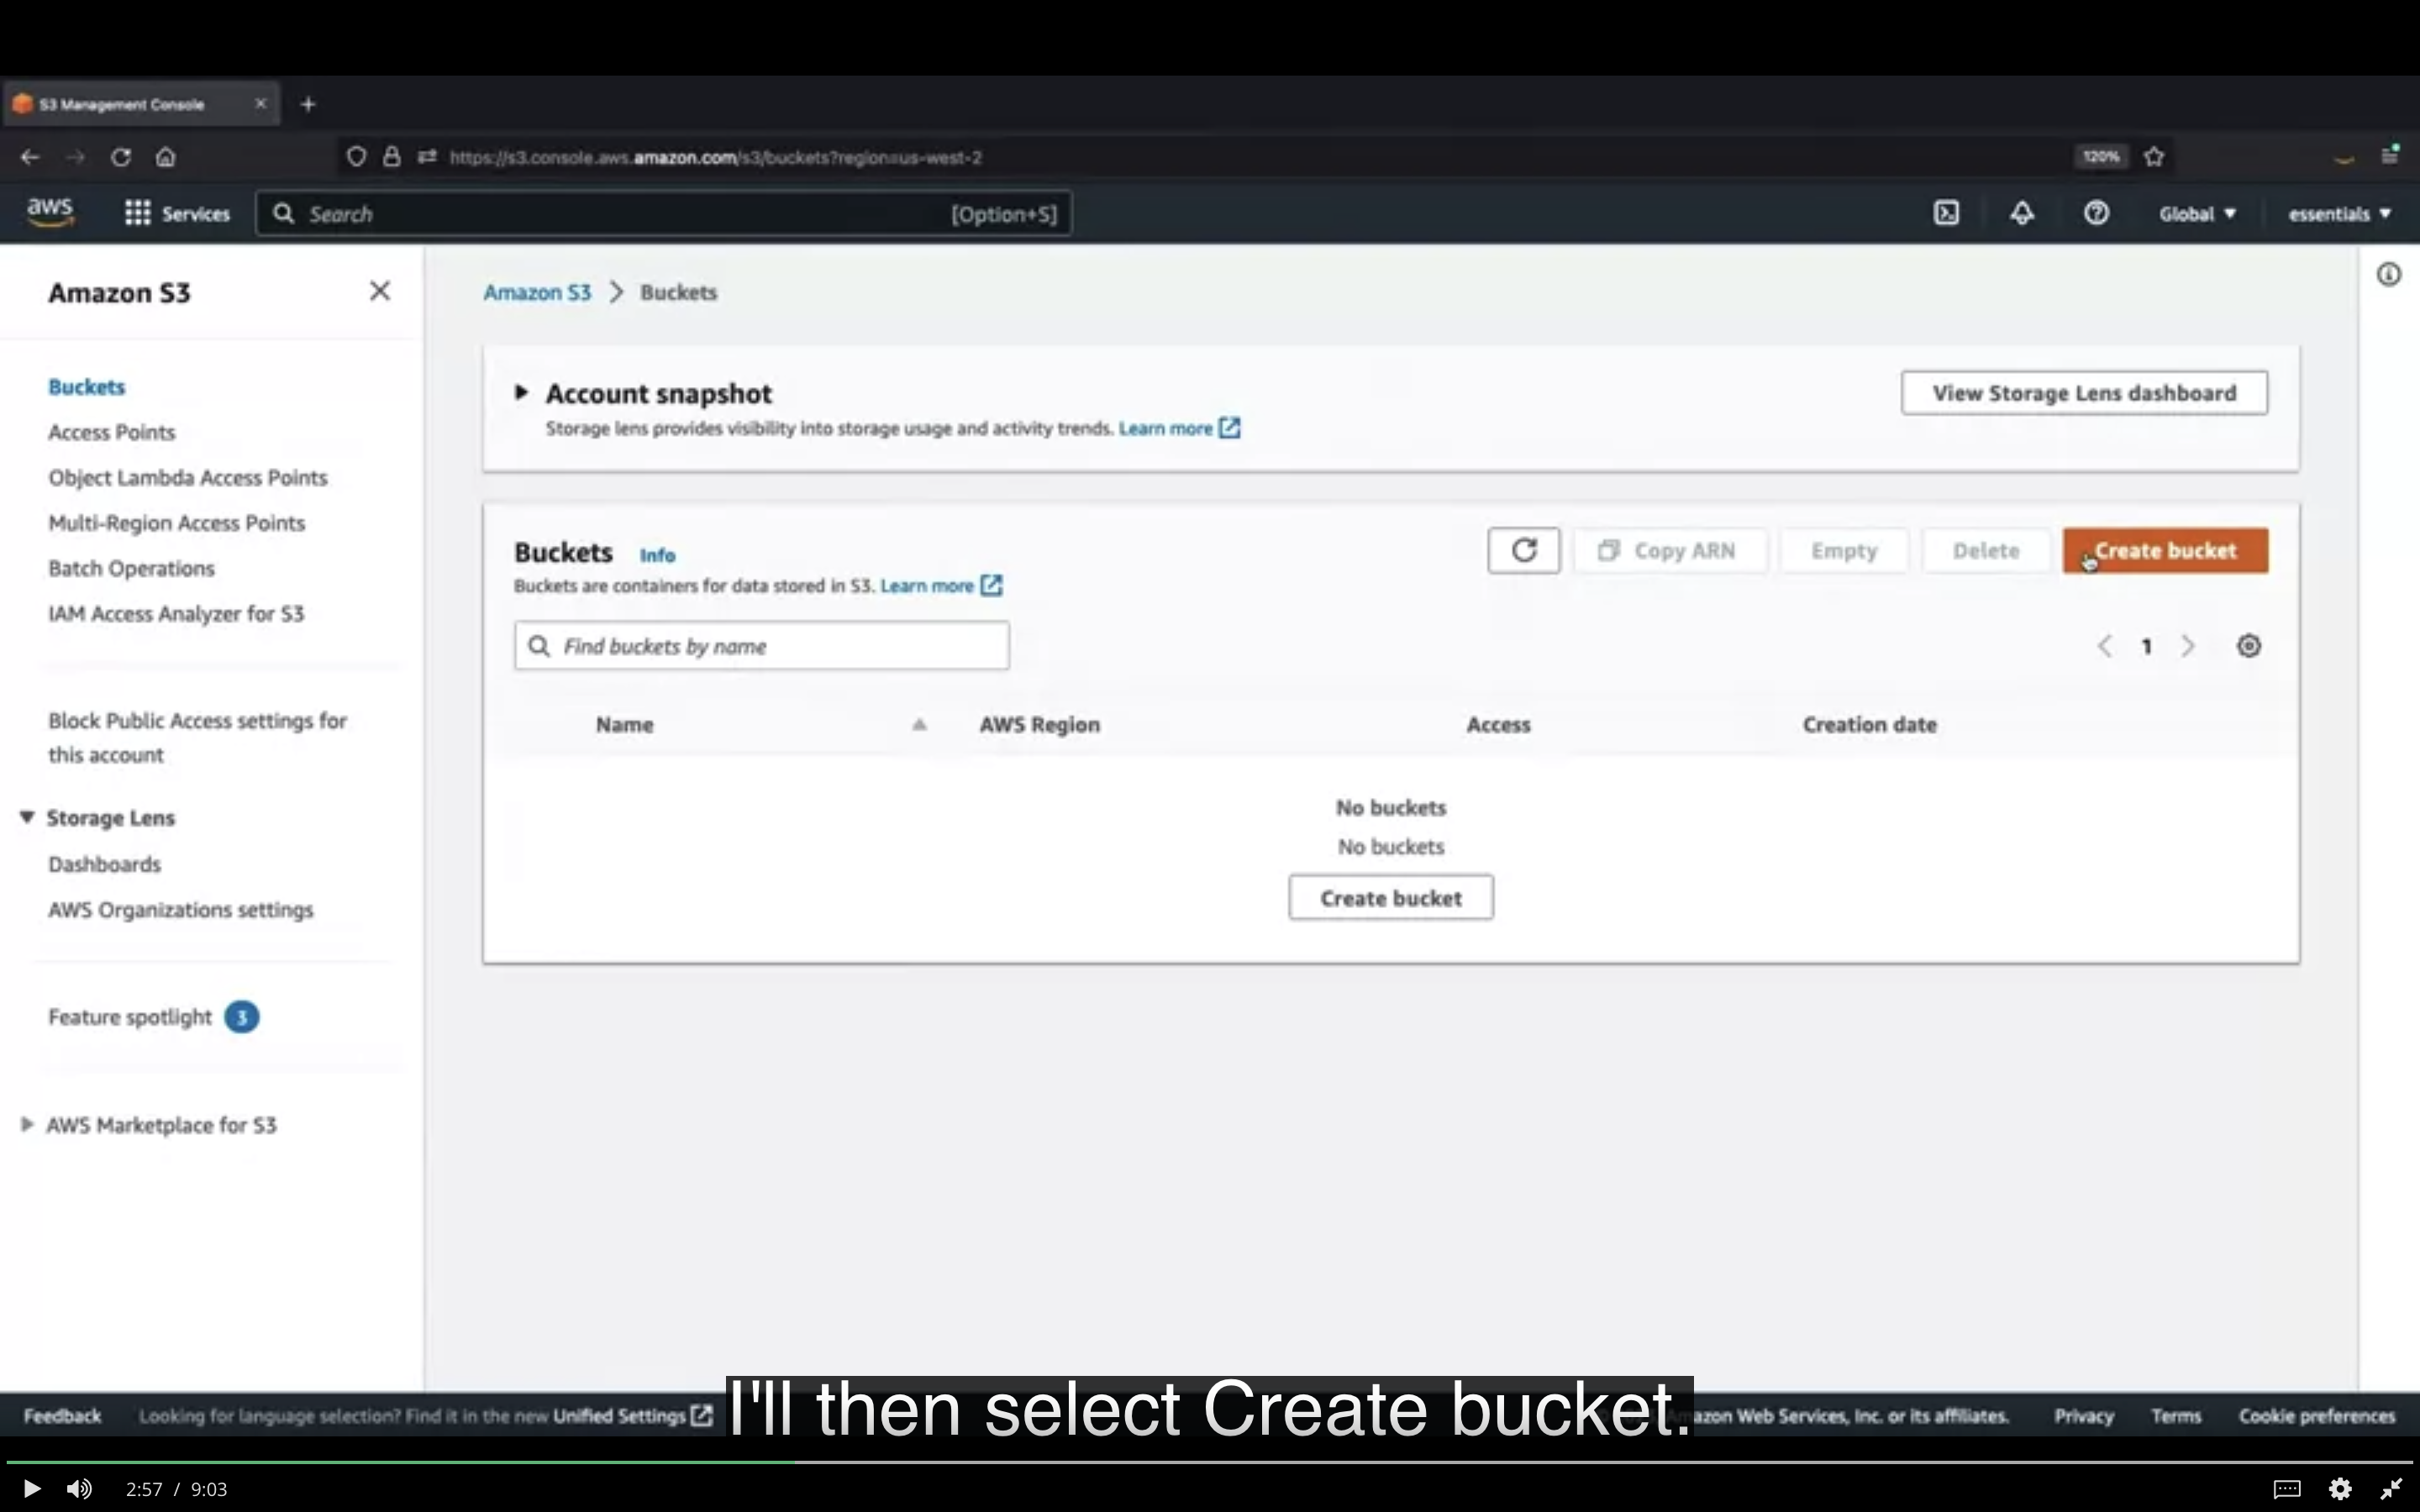 S3 Management Console
https://s3.console.aws.amazon.com/s3/buckets?region=us-west-2
120%
aws
Services
Search
[Option+S]
Global
essentials
Amazon S3
Buckets
Access Points
Object Lambda Access Points
Multi-Region Access Points
Batch Operations
IAM Access Analyzer for S3
Block Public Access settings for
this account
Storage Lens
Dashboards
AWS Organizations settings
Feature spotlight 3
AWS Marketplace for S3
Amazon S3 > Buckets
Account snapshot
View Storage Lens dashboard
Storage lens provides visibility into storage usage and activity trends. Learn more
Buckets Info
Copy ARN
Empty
Delete
Create bucket
Buckets are containers for data stored in S3. Learn more
Find buckets by name
1
Name
AWS Region
Access
Creation date
No buckets
No buckets
Create bucket
Feedback
Looking for language selection? Find it in the new Unified Settings
I'll then select Create bucket.
Web Services, Inc. or its affiliates.
Privacy
Terms
Cookie preferences
2:57 / 9:03